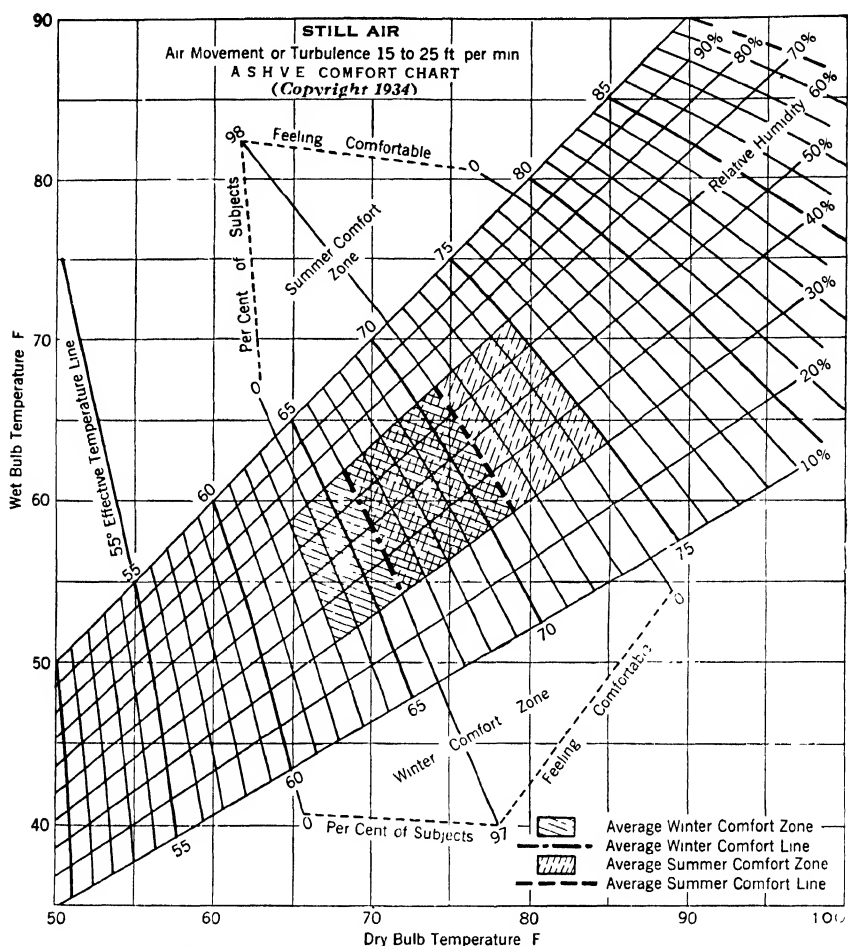 STILL AIR
Air Movement or Turbulence 15 to 25 ft per min
ASHVE COMFORT CHART
(Copyright 1934)
90
80
70
60
50
40
Wet Bulb Temperature F
50
60
70
80
90
100
Dry Bulb Temperature F
98
Feeling Comfortable
0
Per Cent of Subjects
0
Summer Comfort
Zone
55° Effective Temperature Line
55
60
65
70
75
80
85
90%
80%
70%
60%
50%
40%
30%
20%
10%
Relative Humidity
55
60
65
70
75
0
Per Cent of Subjects
97
Feeling Comfortable
0
Winter Comfort Zone
Average Winter Comfort Zone
Average Winter Comfort Line
Average Summer Comfort Zone
Average Summer Comfort Line